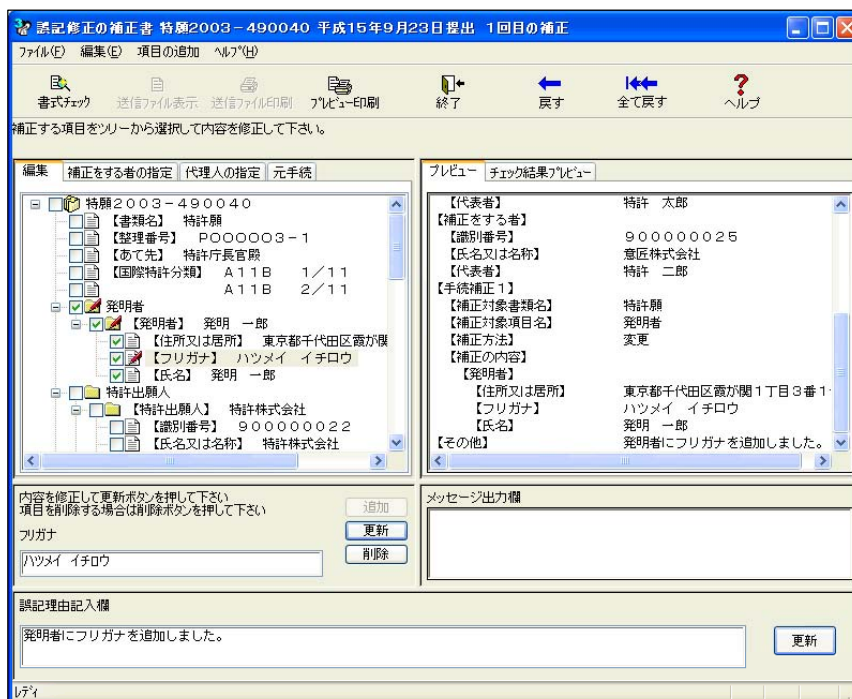 誤記修正の補正書 特願2003-490040 平成15年9月23日提出 1回目の補正
ファイル(F) 編集(E) 項目の追加 ヘルプ(H)
書式チェック 送信ファイル表示 送信ファイル印刷 プレビュー印刷 終了 戻す 全て戻す ヘルプ
補正する項目をツリーから選択して内容を修正して下さい。
編集 補正をする者の指定 代理人の指定 元手続
特願2003-490040
【書類名】 特許願
【整理番号】 P000003-1
【あて先】 特許庁長官殿
【国際特許分類】 A11B 1/11
A11B 2/11
発明者
【発明者】 発明 一郎
【住所又は居所】 東京都千代田区霞が関
【フリガナ】 ハツメイ イチロウ
【氏名】 発明 一郎
特許出願人
【特許出願人】 特許株式会社
【識別番号】 900000022
【氏名又は名称】 特許株式会社
プレビュー チェック結果プレビュー
【代表者】 特許 太郎
【補正をする者】
【識別番号】 900000025
【氏名又は名称】 意匠株式会社
【代表者】 特許 二郎
【手続補正1】
【補正対象書類名】 特許願
【補正対象項目名】 発明者
【補正方法】 変更
【補正の内容】
【発明者】
【住所又は居所】 東京都千代田区霞が関1丁目3番1
【フリガナ】 ハツメイ イチロウ
【氏名】 発明 一郎
【その他】 発明者にフリガナを追加しました。
内容を修正して更新ボタンを押して下さい
項目を削除する場合は削除ボタンを押して下さい
追加
フリガナ
更新
ハツメイ イチロウ
削除
メッセージ出力欄
誤記理由記入欄
発明者にフリガナを追加しました。
更新
レディ